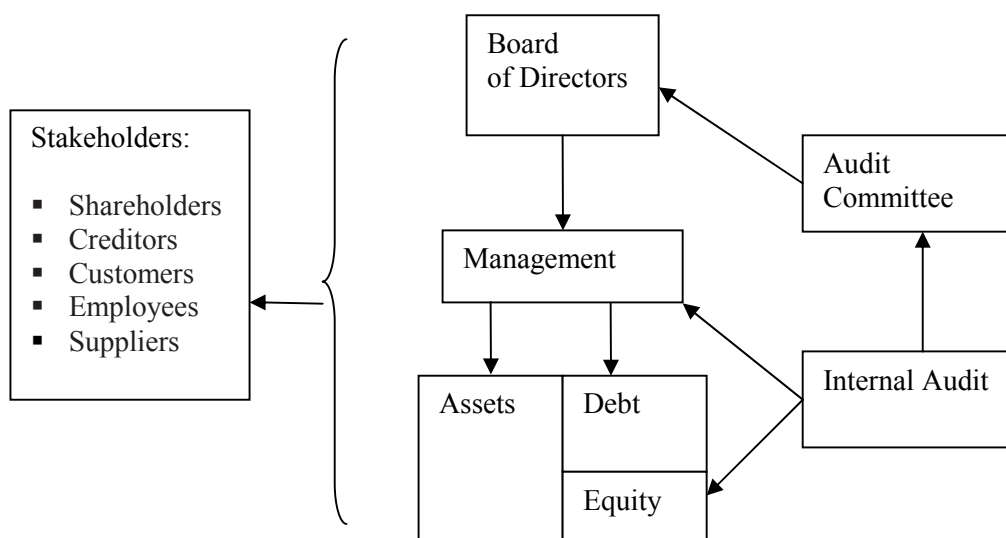 Board
of Directors
Stakeholders:
▪ Shareholders
▪ Creditors
▪ Customers
▪ Employees
▪ Suppliers
Audit
Committee
Management
Internal Audit
Assets
Debt
Equity